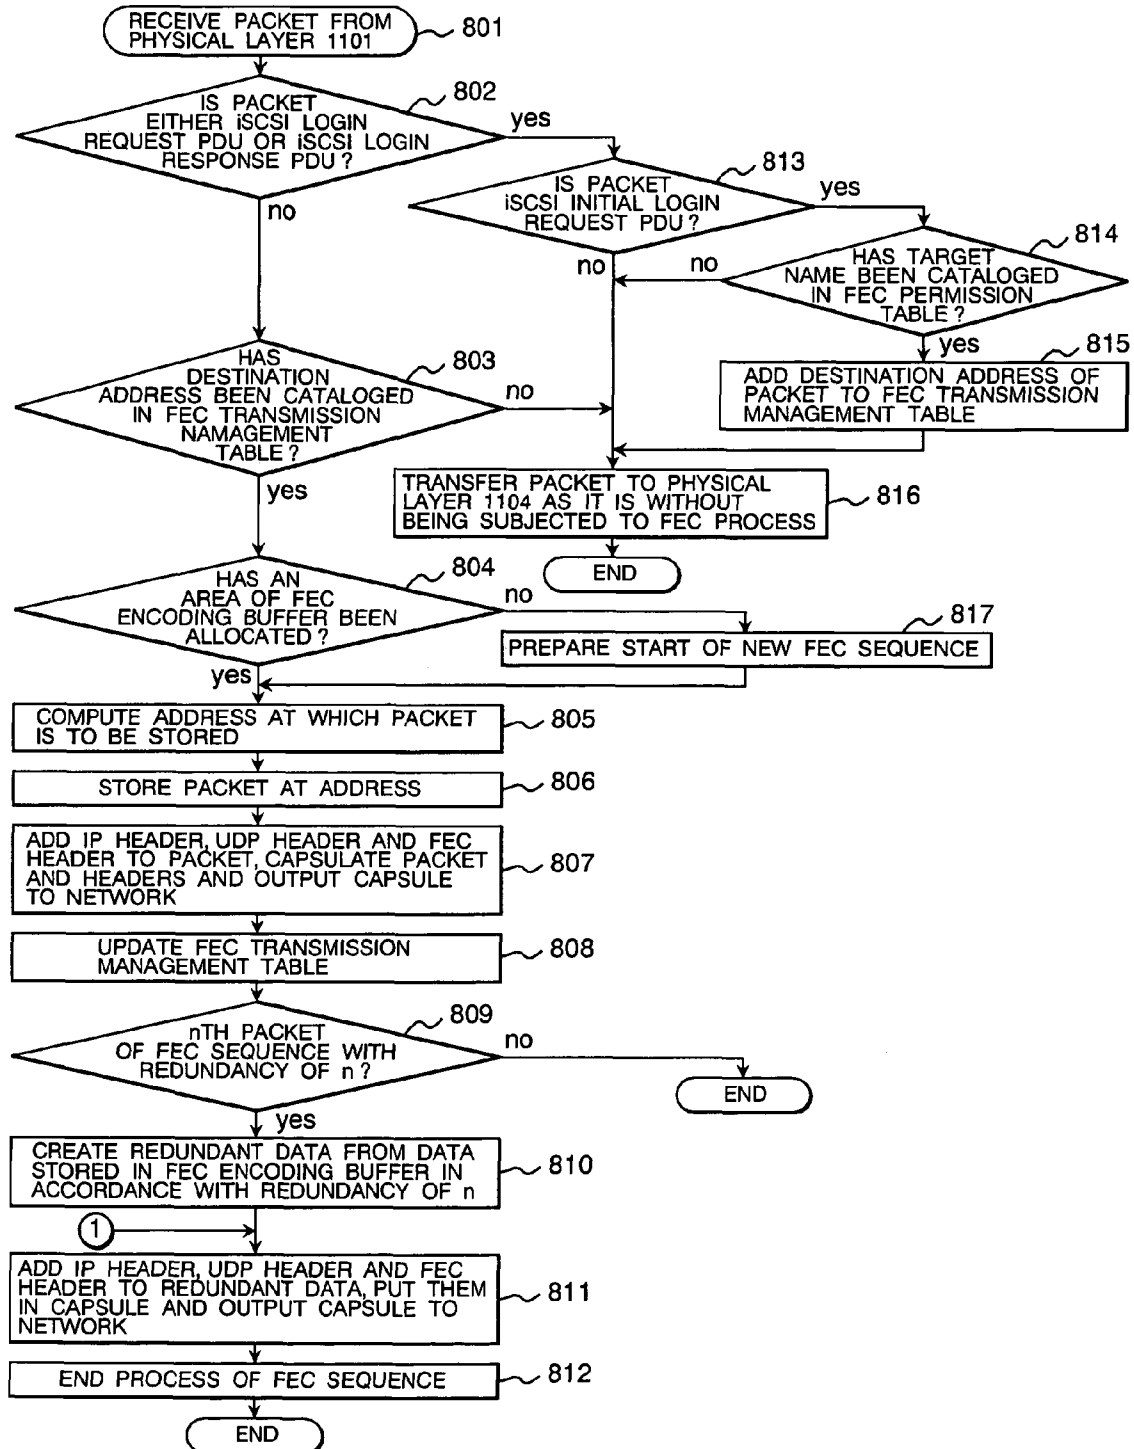 RECEIVE PACKET FROM
PHYSICAL LAYER 1101
801
IS PACKET
EITHER iSCSI LOGIN
REQUEST PDU OR iSCSI LOGIN
RESPONSE PDU ?
802
yes
no
IS PACKET
iSCSI INITIAL LOGIN
REQUEST PDU ?
813
yes
no
HAS TARGET
NAME BEEN CATALOGED
IN FEC PERMISSION
TABLE ?
814
no
yes
ADD DESTINATION ADDRESS OF
PACKET TO FEC TRANSMISSION
MANAGEMENT TABLE
815
HAS
DESTINATION
ADDRESS BEEN CATALOGED
IN FEC TRANSMISSION
NAMAGEMENT
TABLE ?
803
no
yes
TRANSFER PACKET TO PHYSICAL
LAYER 1104 AS IT IS WITHOUT
BEING SUBJECTED TO FEC PROCESS
816
END
HAS AN
AREA OF FEC
ENCODING BUFFER BEEN
ALLOCATED ?
804
no
yes
PREPARE START OF NEW FEC SEQUENCE
817
COMPUTE ADDRESS AT WHICH PACKET
IS TO BE STORED
805
STORE PACKET AT ADDRESS
806
ADD IP HEADER, UDP HEADER AND FEC
HEADER TO PACKET, CAPSULATE PACKET
AND HEADERS AND OUTPUT CAPSULE
TO NETWORK
807
UPDATE FEC TRANSMISSION
MANAGEMENT TABLE
808
nTH PACKET
OF FEC SEQUENCE WITH
REDUNDANCY OF n ?
809
no
END
yes
CREATE REDUNDANT DATA FROM DATA
STORED IN FEC ENCODING BUFFER IN
ACCORDANCE WITH REDUNDANCY OF n
810
1
ADD IP HEADER, UDP HEADER AND FEC
HEADER TO REDUNDANT DATA, PUT THEM
IN CAPSULE AND OUTPUT CAPSULE TO
NETWORK
811
END PROCESS OF FEC SEQUENCE
812
END